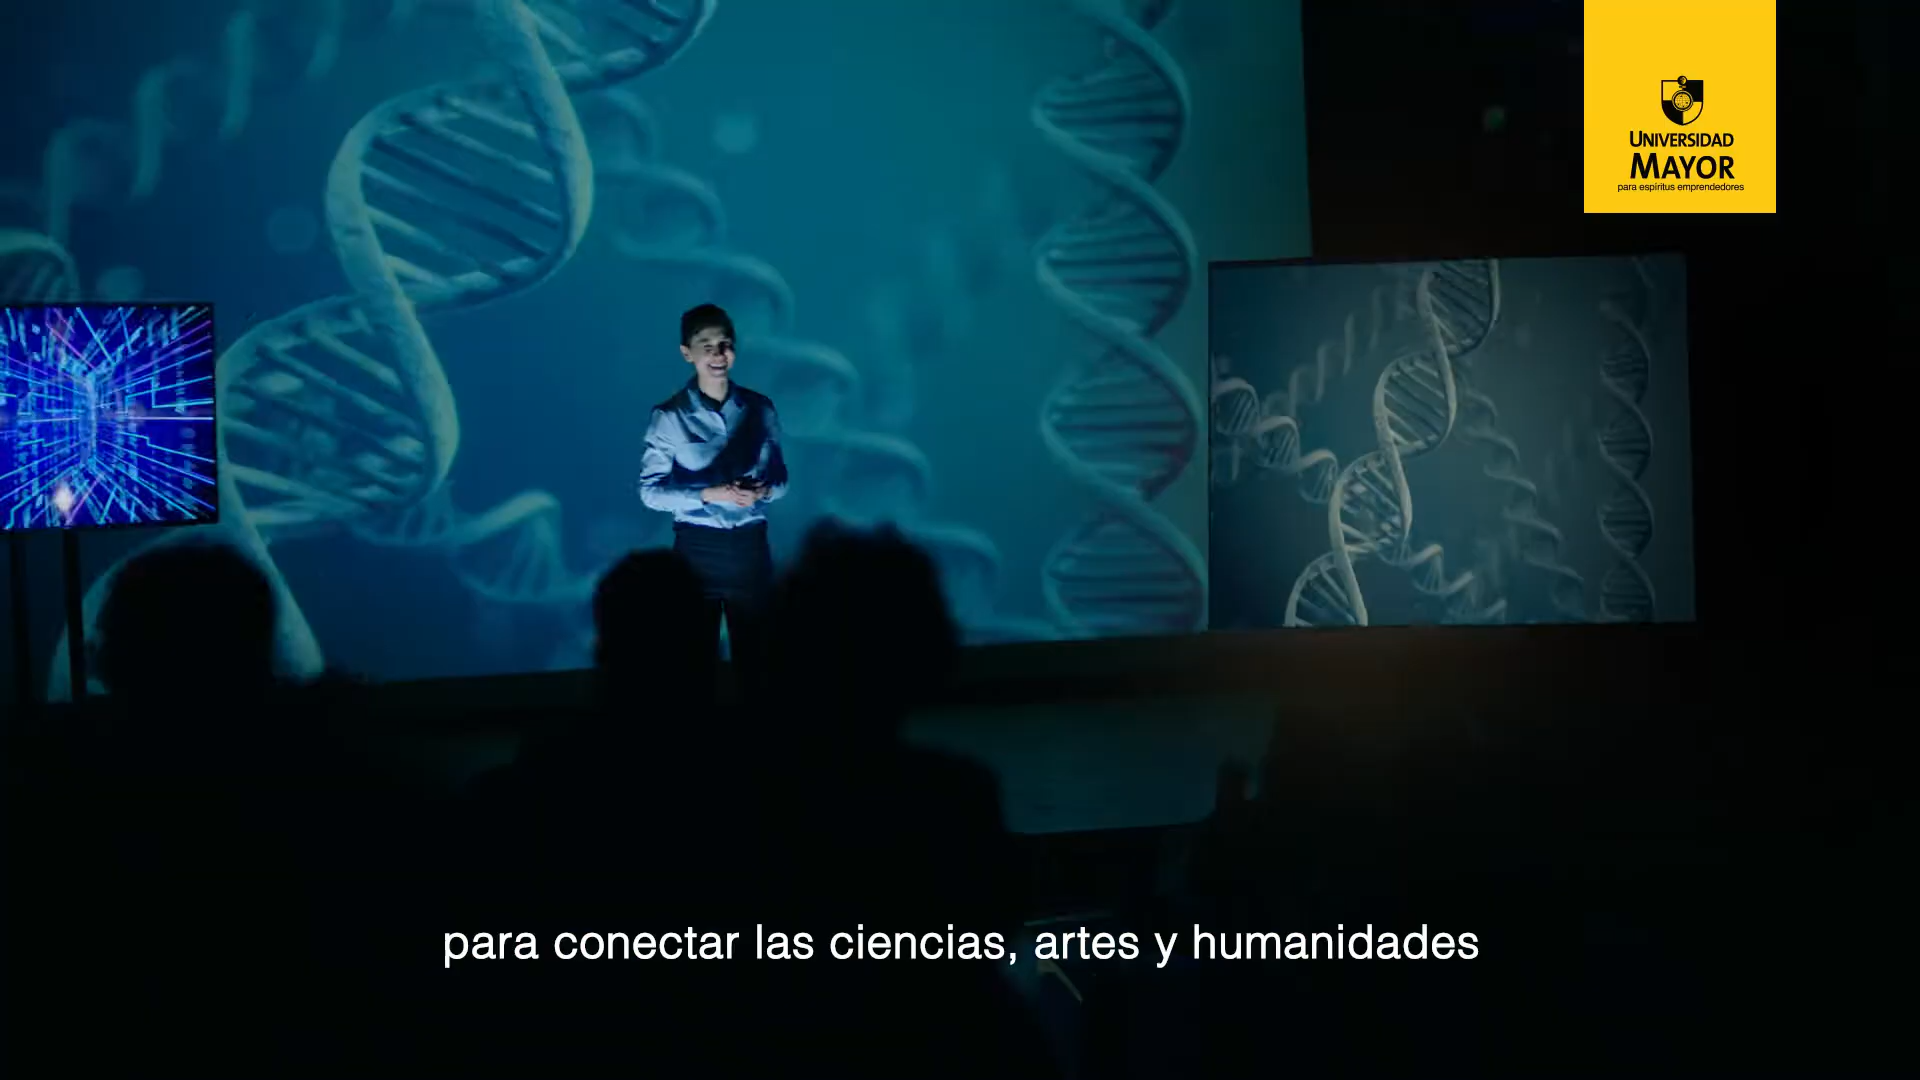 UNIVERSIDAD
MAYOR
para espíritus emprendedores
para conectar las ciencias, artes y humanidades